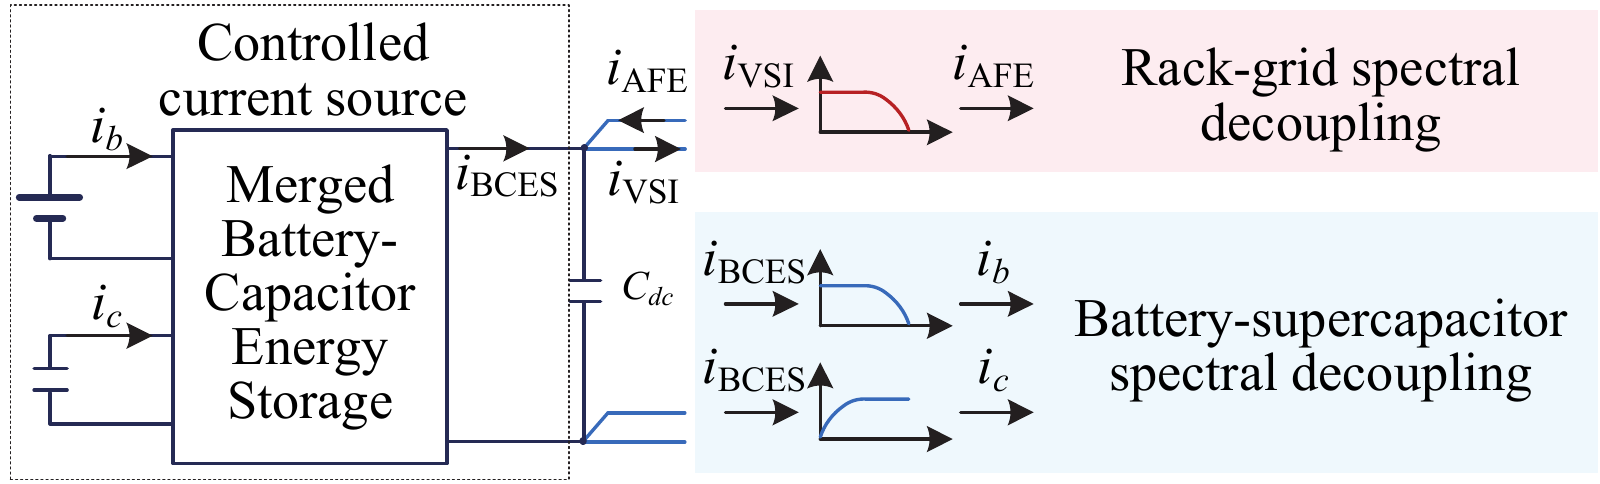 Controlled
current source
i_b
i_c
Merged
Battery-
Capacitor
Energy
Storage
i_BCES
i_AFE
i_VSI
C_dc
i_VSI
i_AFE
Rack-grid spectral
decoupling
i_BCES
i_b
i_BCES
i_c
Battery-supercapacitor
spectral decoupling